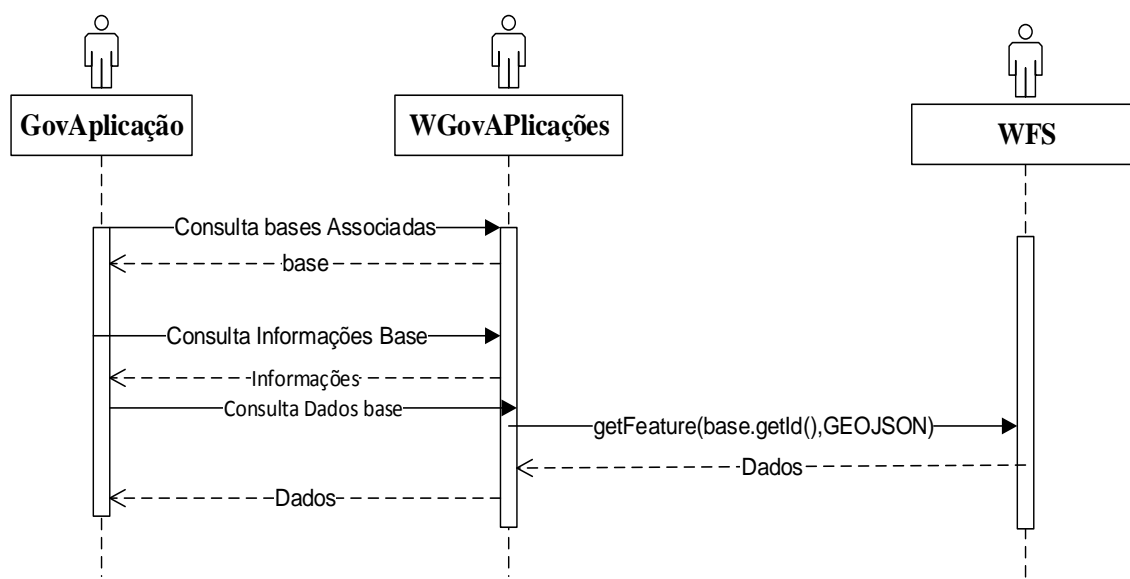 GovAplicação
WGovAPlicações
WFS
Consulta bases Associadas
base
Consulta Informações Base
Informações
Consulta Dados base
getFeature(base.getId(),GEOJSON)
Dados
Dados